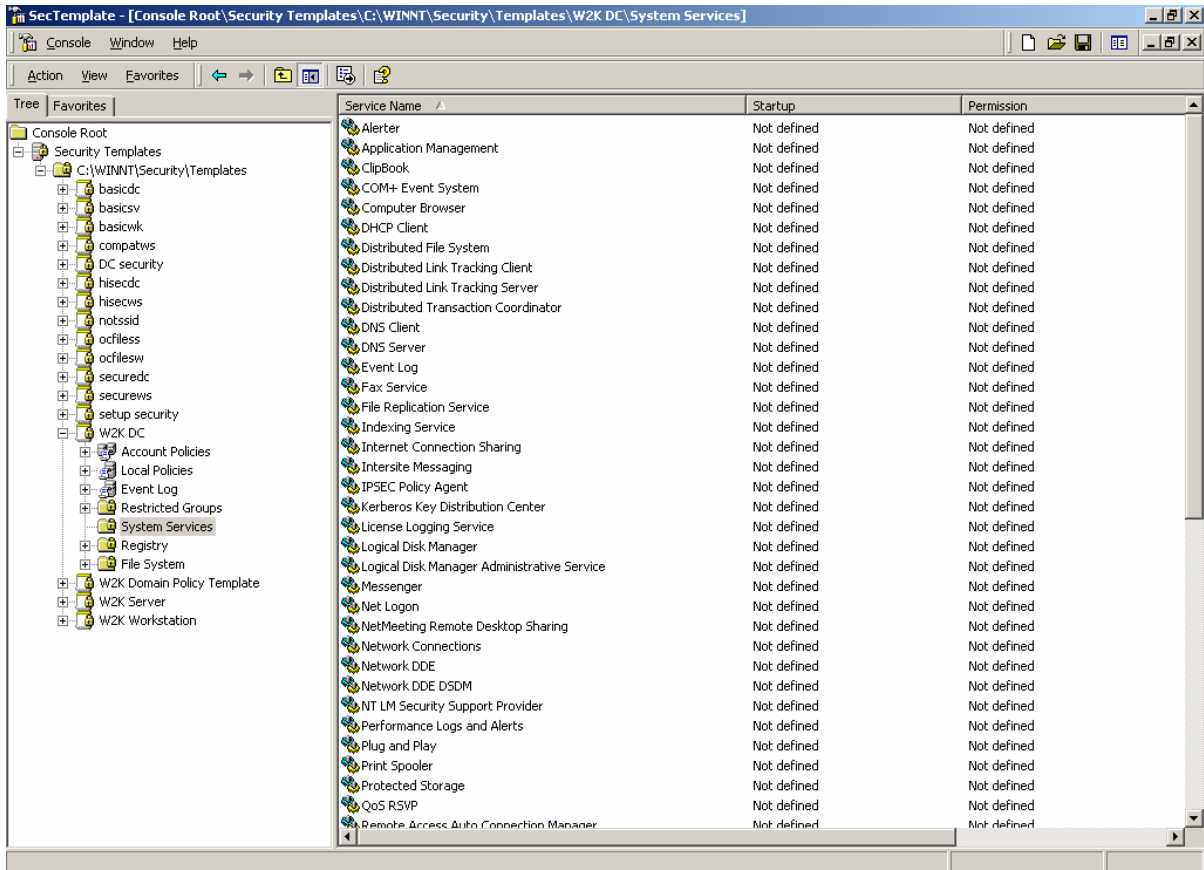 SecTemplate - [Console Root\Security Templates\C:\WINNT\Security\Templates\W2K DC\System Services]
Console Window Help
Action View Favorites
Tree Favorites
Console Root
Security Templates
C:\WINNT\Security\Templates
basicdc
basicsv
basicwk
compatws
DC security
hisecdc
hisecws
notssid
ocfiless
ocfilesw
securedc
securews
setup security
W2K DC
Account Policies
Local Policies
Event Log
Restricted Groups
System Services
Registry
File System
W2K Domain Policy Template
W2K Server
W2K Workstation
Service Name Startup Permission
Alerter Not defined Not defined
Application Management Not defined Not defined
ClipBook Not defined Not defined
COM+ Event System Not defined Not defined
Computer Browser Not defined Not defined
DHCP Client Not defined Not defined
Distributed File System Not defined Not defined
Distributed Link Tracking Client Not defined Not defined
Distributed Link Tracking Server Not defined Not defined
Distributed Transaction Coordinator Not defined Not defined
DNS Client Not defined Not defined
DNS Server Not defined Not defined
Event Log Not defined Not defined
Fax Service Not defined Not defined
File Replication Service Not defined Not defined
Indexing Service Not defined Not defined
Internet Connection Sharing Not defined Not defined
Intersite Messaging Not defined Not defined
IPSEC Policy Agent Not defined Not defined
Kerberos Key Distribution Center Not defined Not defined
License Logging Service Not defined Not defined
Logical Disk Manager Not defined Not defined
Logical Disk Manager Administrative Service Not defined Not defined
Messenger Not defined Not defined
Net Logon Not defined Not defined
NetMeeting Remote Desktop Sharing Not defined Not defined
Network Connections Not defined Not defined
Network DDE Not defined Not defined
Network DDE DSDM Not defined Not defined
NT LM Security Support Provider Not defined Not defined
Performance Logs and Alerts Not defined Not defined
Plug and Play Not defined Not defined
Print Spooler Not defined Not defined
Protected Storage Not defined Not defined
QoS RSVP Not defined Not defined
Remote Access Auto Connection Manager Not defined Not defined